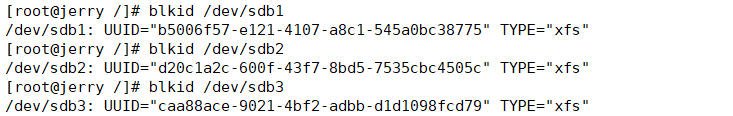 [root@jerry /]# blkid /dev/sdb1
/dev/sdb1: UUID="b5006f57-e121-4107-a8c1-545a0bc38775" TYPE="xfs"
[root@jerry /]# blkid /dev/sdb2
/dev/sdb2: UUID="d20c1a2c-600f-43f7-8bd5-7535cbc4505c" TYPE="xfs"
[root@jerry /]# blkid /dev/sdb3
/dev/sdb3: UUID="caa88ace-9021-4bf2-adbb-d1d1098fcd79" TYPE="xfs"